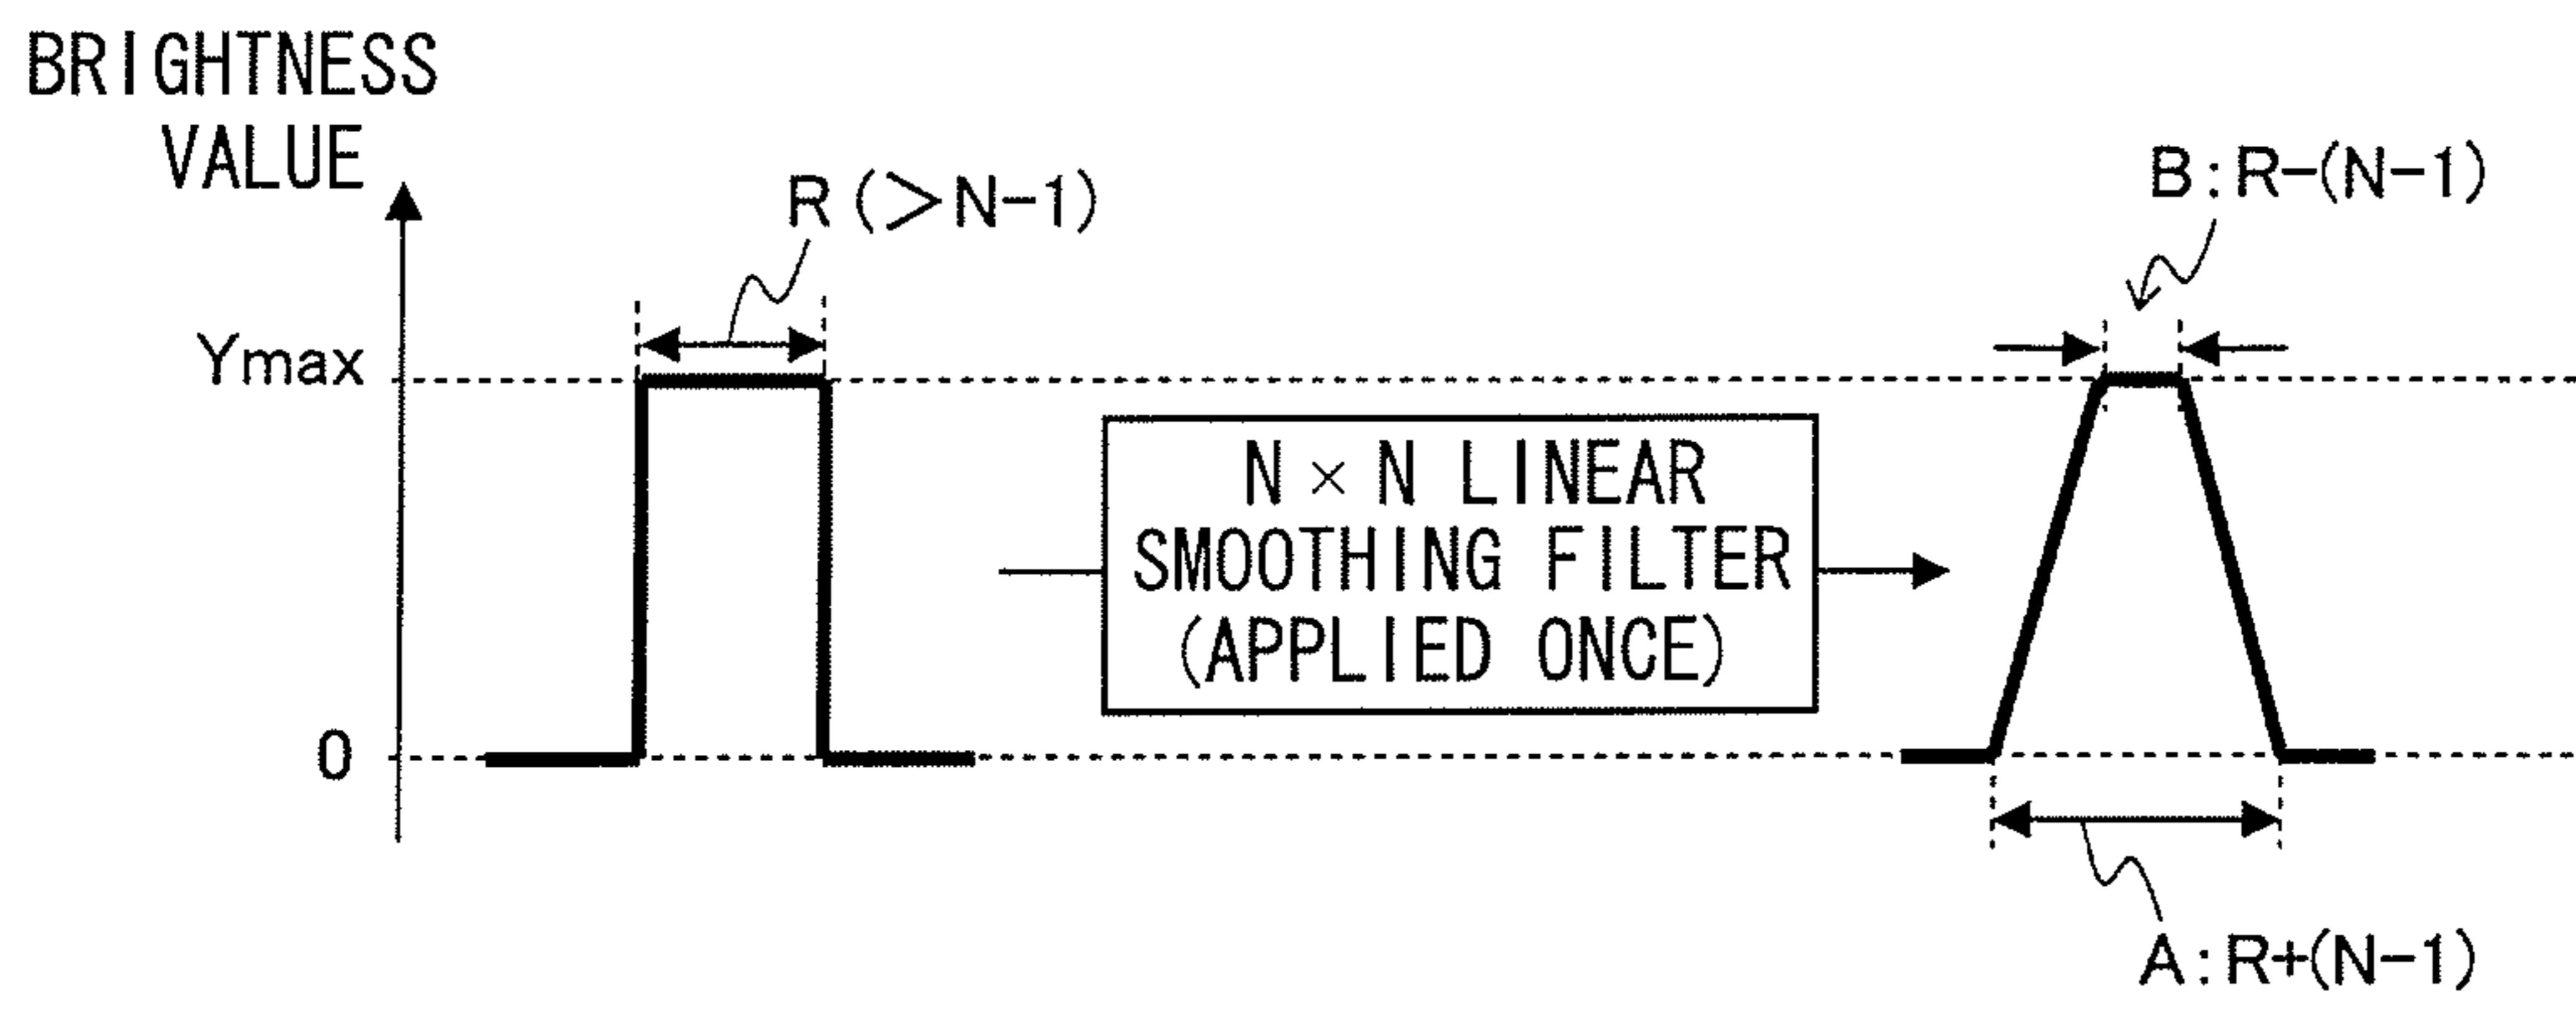 BRIGHTNESS
VALUE
R (>N-1)
B:R-(N-1)
Ymax
N × N LINEAR
SMOOTHING FILTER
(APPLIED ONCE)
0
A:R+(N-1)